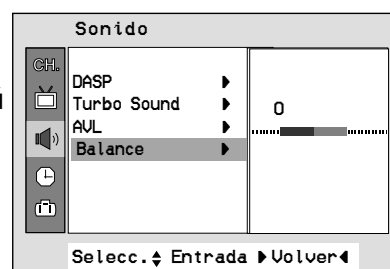 Sonido
CH.
DASP ▶
Turbo Sound ▶
AVL ▶
Balance ▶
0
Selecc.◆ Entrada ▶ Volver ◀